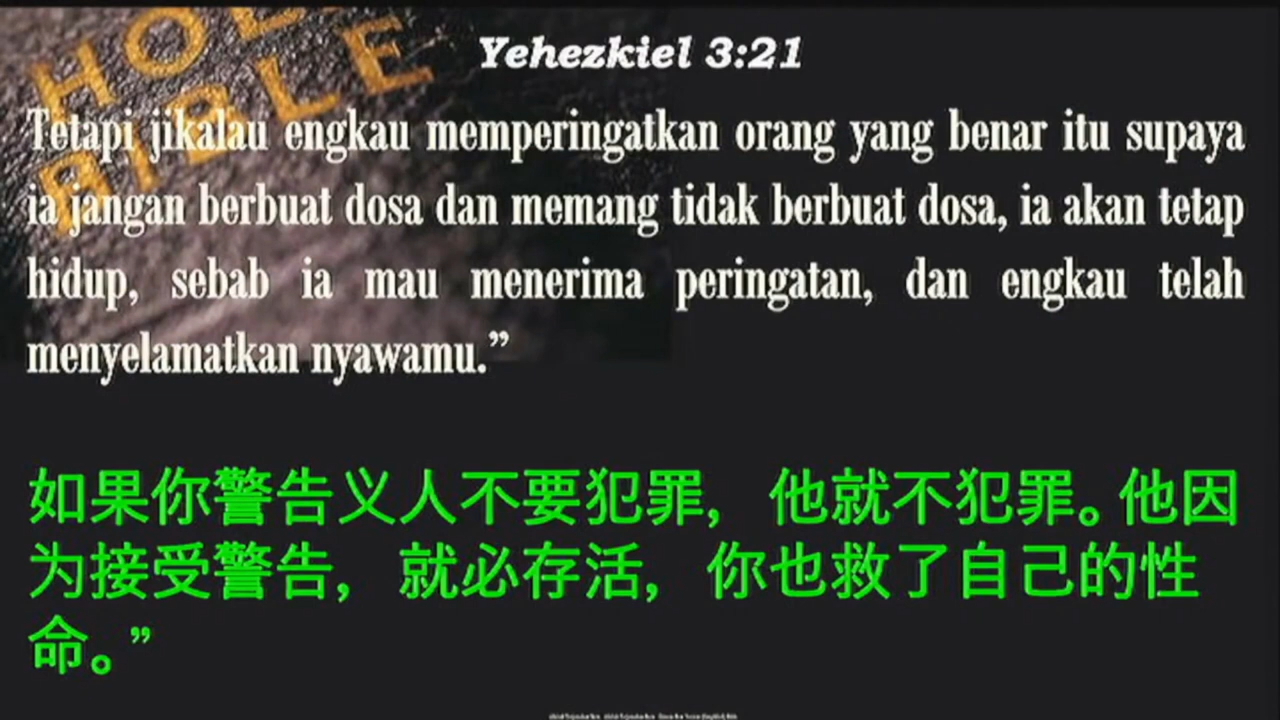 HOLY
BIBLE
Yehezkiel 3:21
Tetapi jikalau engkau memperingatkan orang yang benar itu supaya
ia jangan berbuat dosa dan memang tidak berbuat dosa, ia akan tetap
hidup, sebab ia mau menerima peringatan, dan engkau telah
menyelamatkan nyawamu.”
如果你警告义人不要犯罪，他就不犯罪。他因
为接受警告，就必存活，你也救了自己的性
命。”